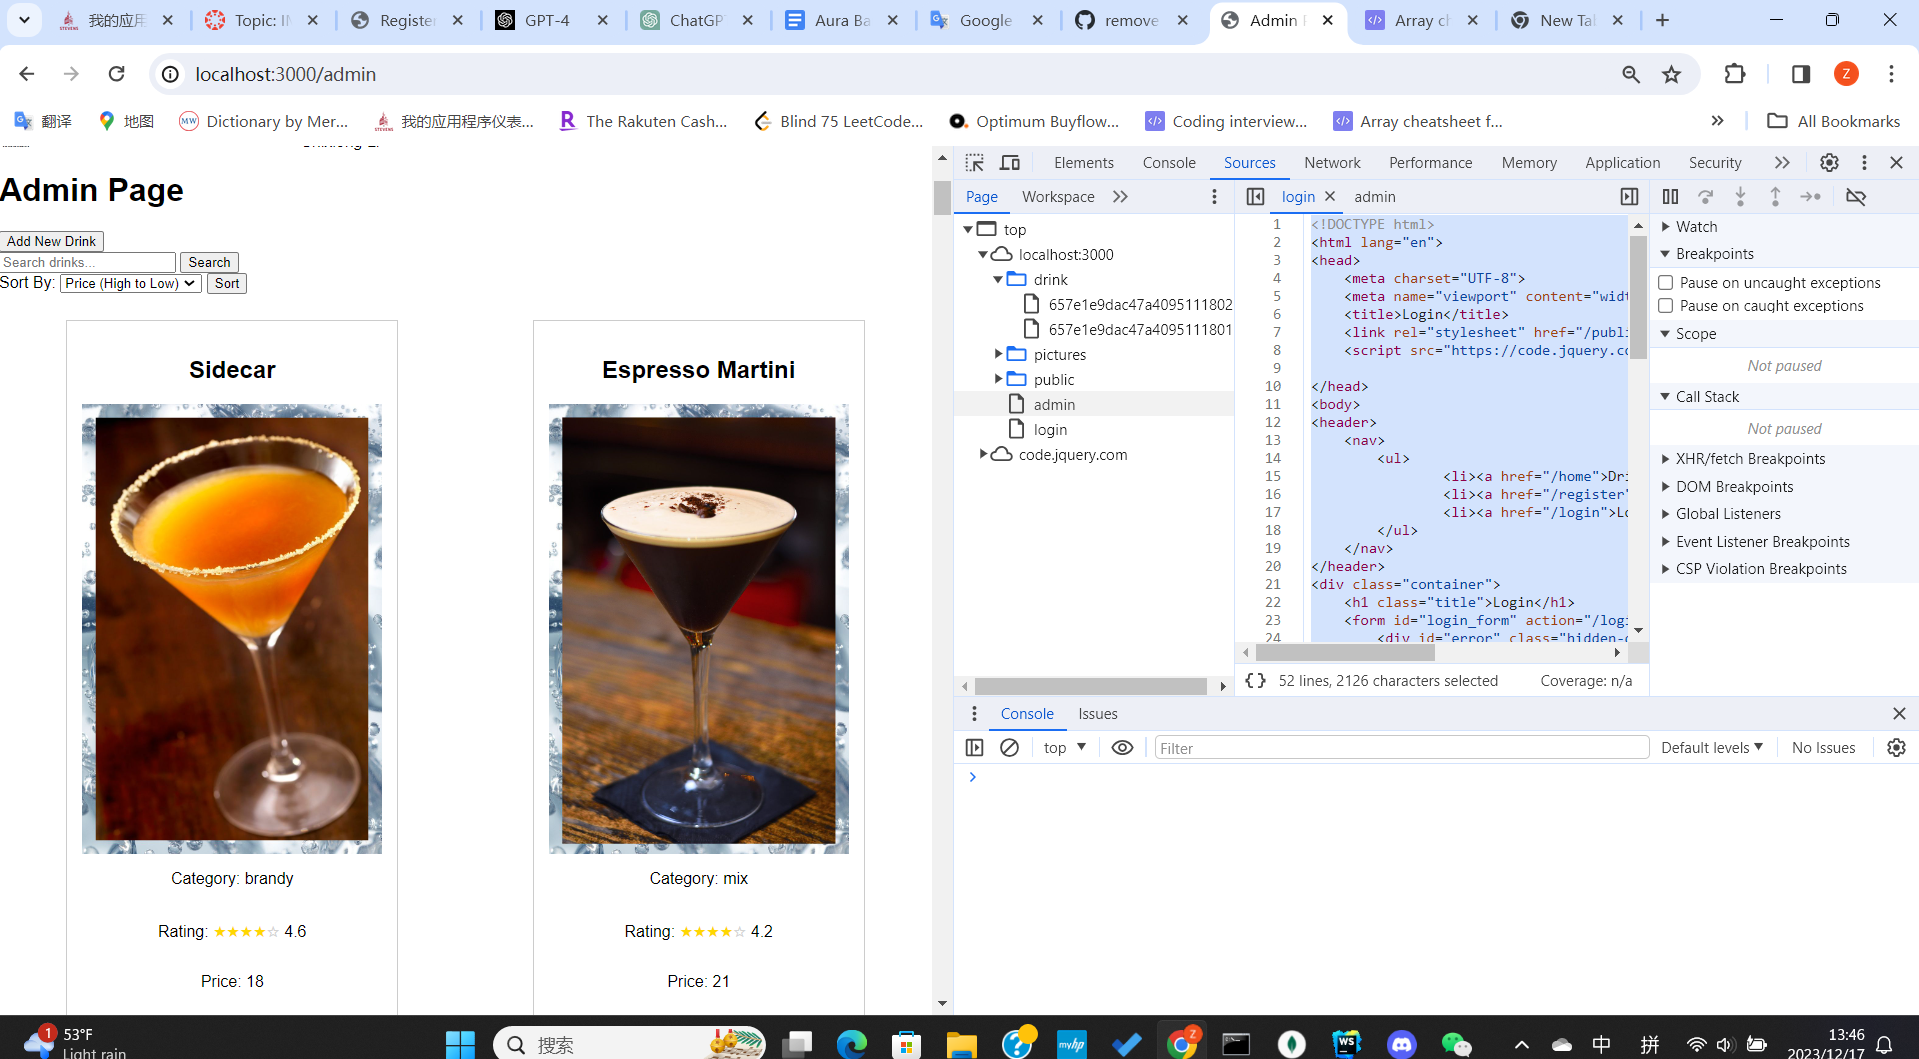 我的应用
Topic: IN
Register
GPT-4
ChatGP
Aura Ba
Google
remove
Admin P
Array ch
New Tab
localhost:3000/admin
Z
翻译
地图
Dictionary by Mer...
我的应用程序仪表...
The Rakuten Cash...
Blind 75 LeetCode...
Optimum Buyflow...
Coding interview...
Array cheatsheet f...
All Bookmarks
Admin Page
Add New Drink
Search drinks...
Search
Sort By: Price (High to Low) Sort
Sidecar
Category: brandy
Rating: ★★★★☆ 4.6
Price: 18
Espresso Martini
Category: mix
Rating: ★★★★☆ 4.2
Price: 21
Elements
Console
Sources
Network
Performance
Memory
Application
Security
Page
Workspace
top
localhost:3000
drink
657e1e9dac47a4095111802
657e1e9dac47a4095111801
pictures
public
admin
login
code.jquery.com
login
admin
1 <!DOCTYPE html>
2 <html lang="en">
3 <head>
4 <meta charset="UTF-8">
5 <meta name="viewport" content="widt
6 <title>Login</title>
7 <link rel="stylesheet" href="/publi
8 <script src="https://code.jquery.co
9
10 </head>
11 <body>
12 <header>
13 <nav>
14 <ul>
15 <li><a href="/home">Dri
16 <li><a href="/register"
17 <li><a href="/login">Lo
18 </ul>
19 </nav>
20 </header>
21 <div class="container">
22 <h1 class="title">Login</h1>
23 <form id="login_form" action="/logi
24 <div id="error" class="hidden-
{} 52 lines, 2126 characters selected
Coverage: n/a
Watch
Breakpoints
Pause on uncaught exceptions
Pause on caught exceptions
Scope
Not paused
Call Stack
Not paused
XHR/fetch Breakpoints
DOM Breakpoints
Global Listeners
Event Listener Breakpoints
CSP Violation Breakpoints
Console
Issues
top
Filter
Default levels
No Issues
1
53°F
Light rain
搜索
myhp
Z
WS
中
拼
13:46
2023/12/17